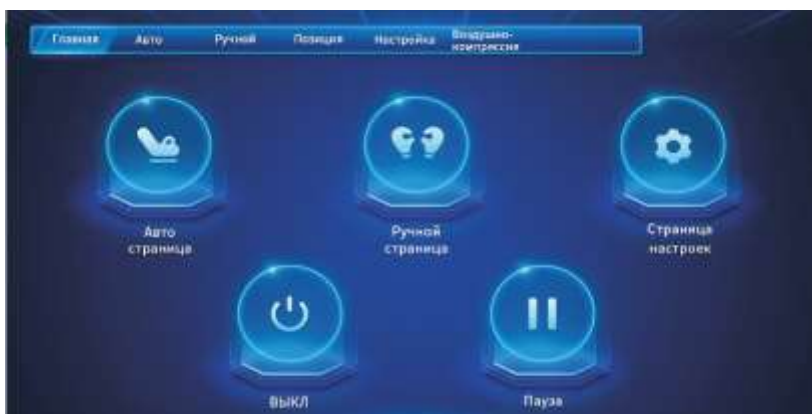 Главная Авто Ручной Позиция Настройка Воздушно-
компрессия
Авто
страница
Ручной
страница
Страница
настроек
ВЫКЛ
Пауза